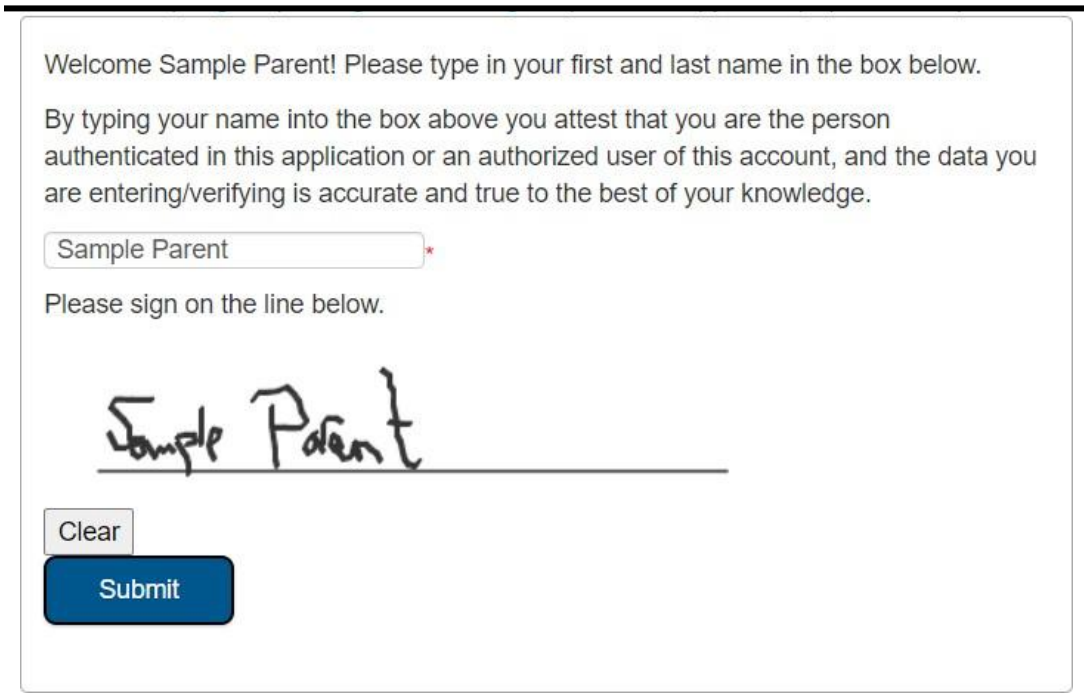 Welcome Sample Parent! Please type in your first and last name in the box below.
By typing your name into the box above you attest that you are the person
authenticated in this application or an authorized user of this account, and the data you
are entering/verifying is accurate and true to the best of your knowledge.
Sample Parent *
Please sign on the line below.
Sample Parent
Clear
Submit